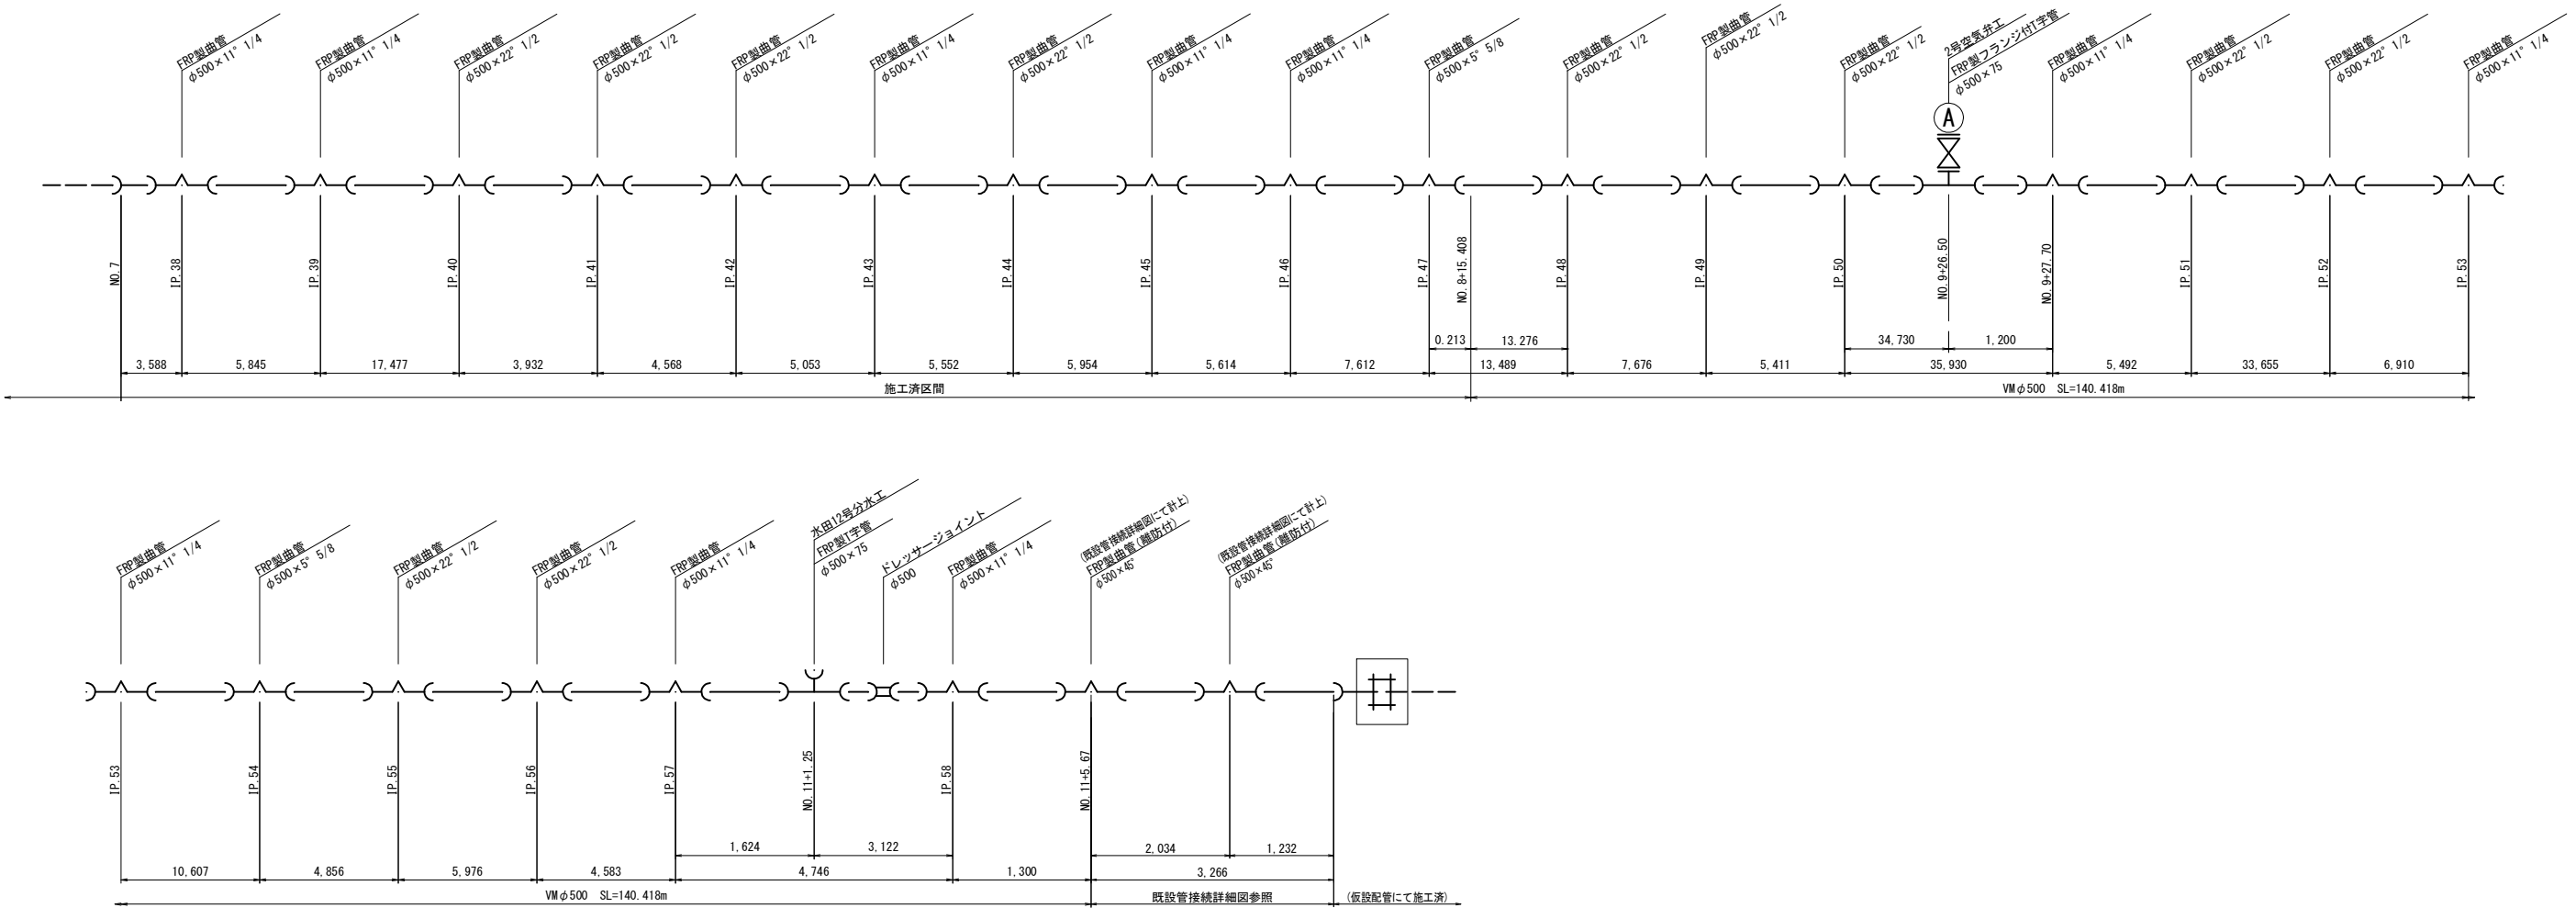 FRP製曲管
φ500×11° 1/4
FRP製曲管
φ500×11° 1/4
FRP製曲管
φ500×22° 1/2
FRP製曲管
φ500×22° 1/2
FRP製曲管
φ500×22° 1/2
FRP製曲管
φ500×11° 1/4
FRP製曲管
φ500×22° 1/2
FRP製曲管
φ500×11° 1/4
FRP製曲管
φ500×11° 1/4
FRP製曲管
φ500×5° 5/8
FRP製曲管
φ500×22° 1/2
FRP製曲管
φ500×22° 1/2
FRP製曲管
φ500×22° 1/2
2号空気弁工
FRP製フランジ付T字管
φ500×75
FRP製曲管
φ500×11° 1/4
FRP製曲管
φ500×22° 1/2
FRP製曲管
φ500×22° 1/2
FRP製曲管
φ500×11° 1/4
A
NO.7
IP.38
IP.39
IP.40
IP.41
IP.42
IP.43
IP.44
IP.45
IP.46
IP.47
NO.8+15.408
IP.48
IP.49
IP.50
NO.9+26.50
NO.9+27.70
IP.51
IP.52
IP.53
0.213
13.276
34,730
1,200
3,588
5,845
17,477
3,932
4,568
5,053
5,552
5,954
5,614
7,612
13,489
7,676
5,411
35,930
5,492
33,655
6,910
施工済区間
VMφ500 SL=140.418m
FRP製曲管
φ500×11° 1/4
FRP製曲管
φ500×5° 5/8
FRP製曲管
φ500×22° 1/2
FRP製曲管
φ500×22° 1/2
FRP製曲管
φ500×11° 1/4
水田12号分水工
FRP製T字管
φ500×75
ドレッサージョイント
φ500
FRP製曲管
φ500×11° 1/4
(既設管接続詳細図にて計上)
FRP製曲管(離防付)
φ500×45°
(既設管接続詳細図にて計上)
FRP製曲管(離防付)
φ500×45°
IP.53
IP.54
IP.55
IP.56
IP.57
NO.11+1.25
IP.58
NO.11+5.67
1,624
3,122
2,034
1,232
10,607
4,856
5,976
4,583
4,746
1,300
3,266
VMφ500 SL=140.418m
既設管接続詳細図参照
(仮設配管にて施工済)